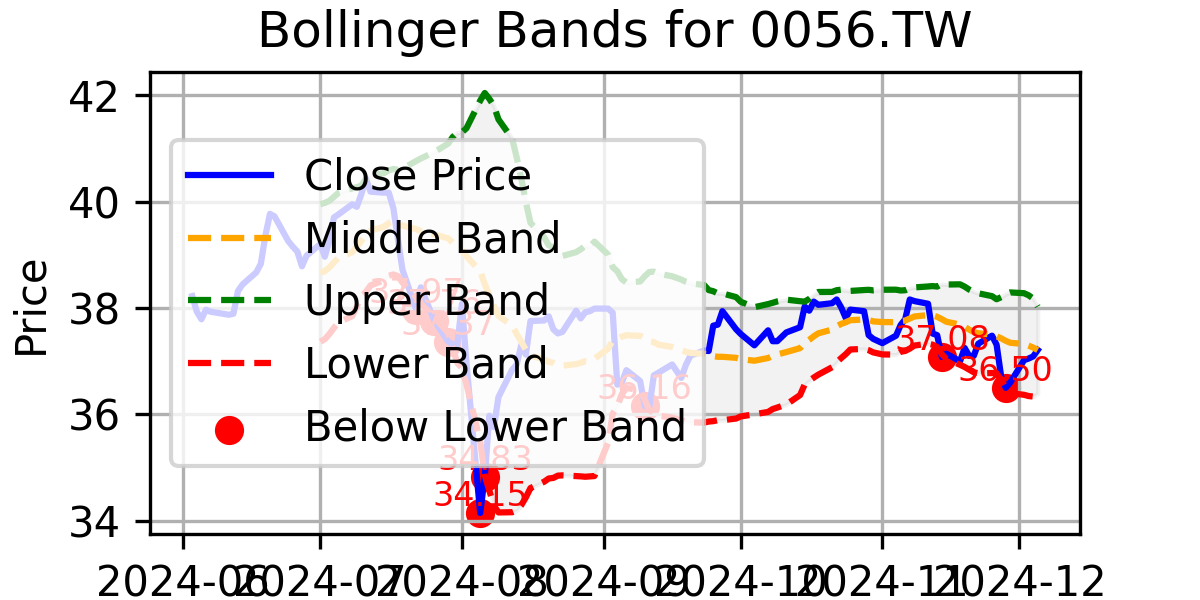 Bollinger Bands for 0056.TW
Price
42
40
38
36
34
Close Price
Middle Band
Upper Band
Lower Band
Below Lower Band
36.16
34.83
34.15
37.08
36.50
2024-06
2024-07
2024-08
2024-09
2024-10
2024-11
2024-12